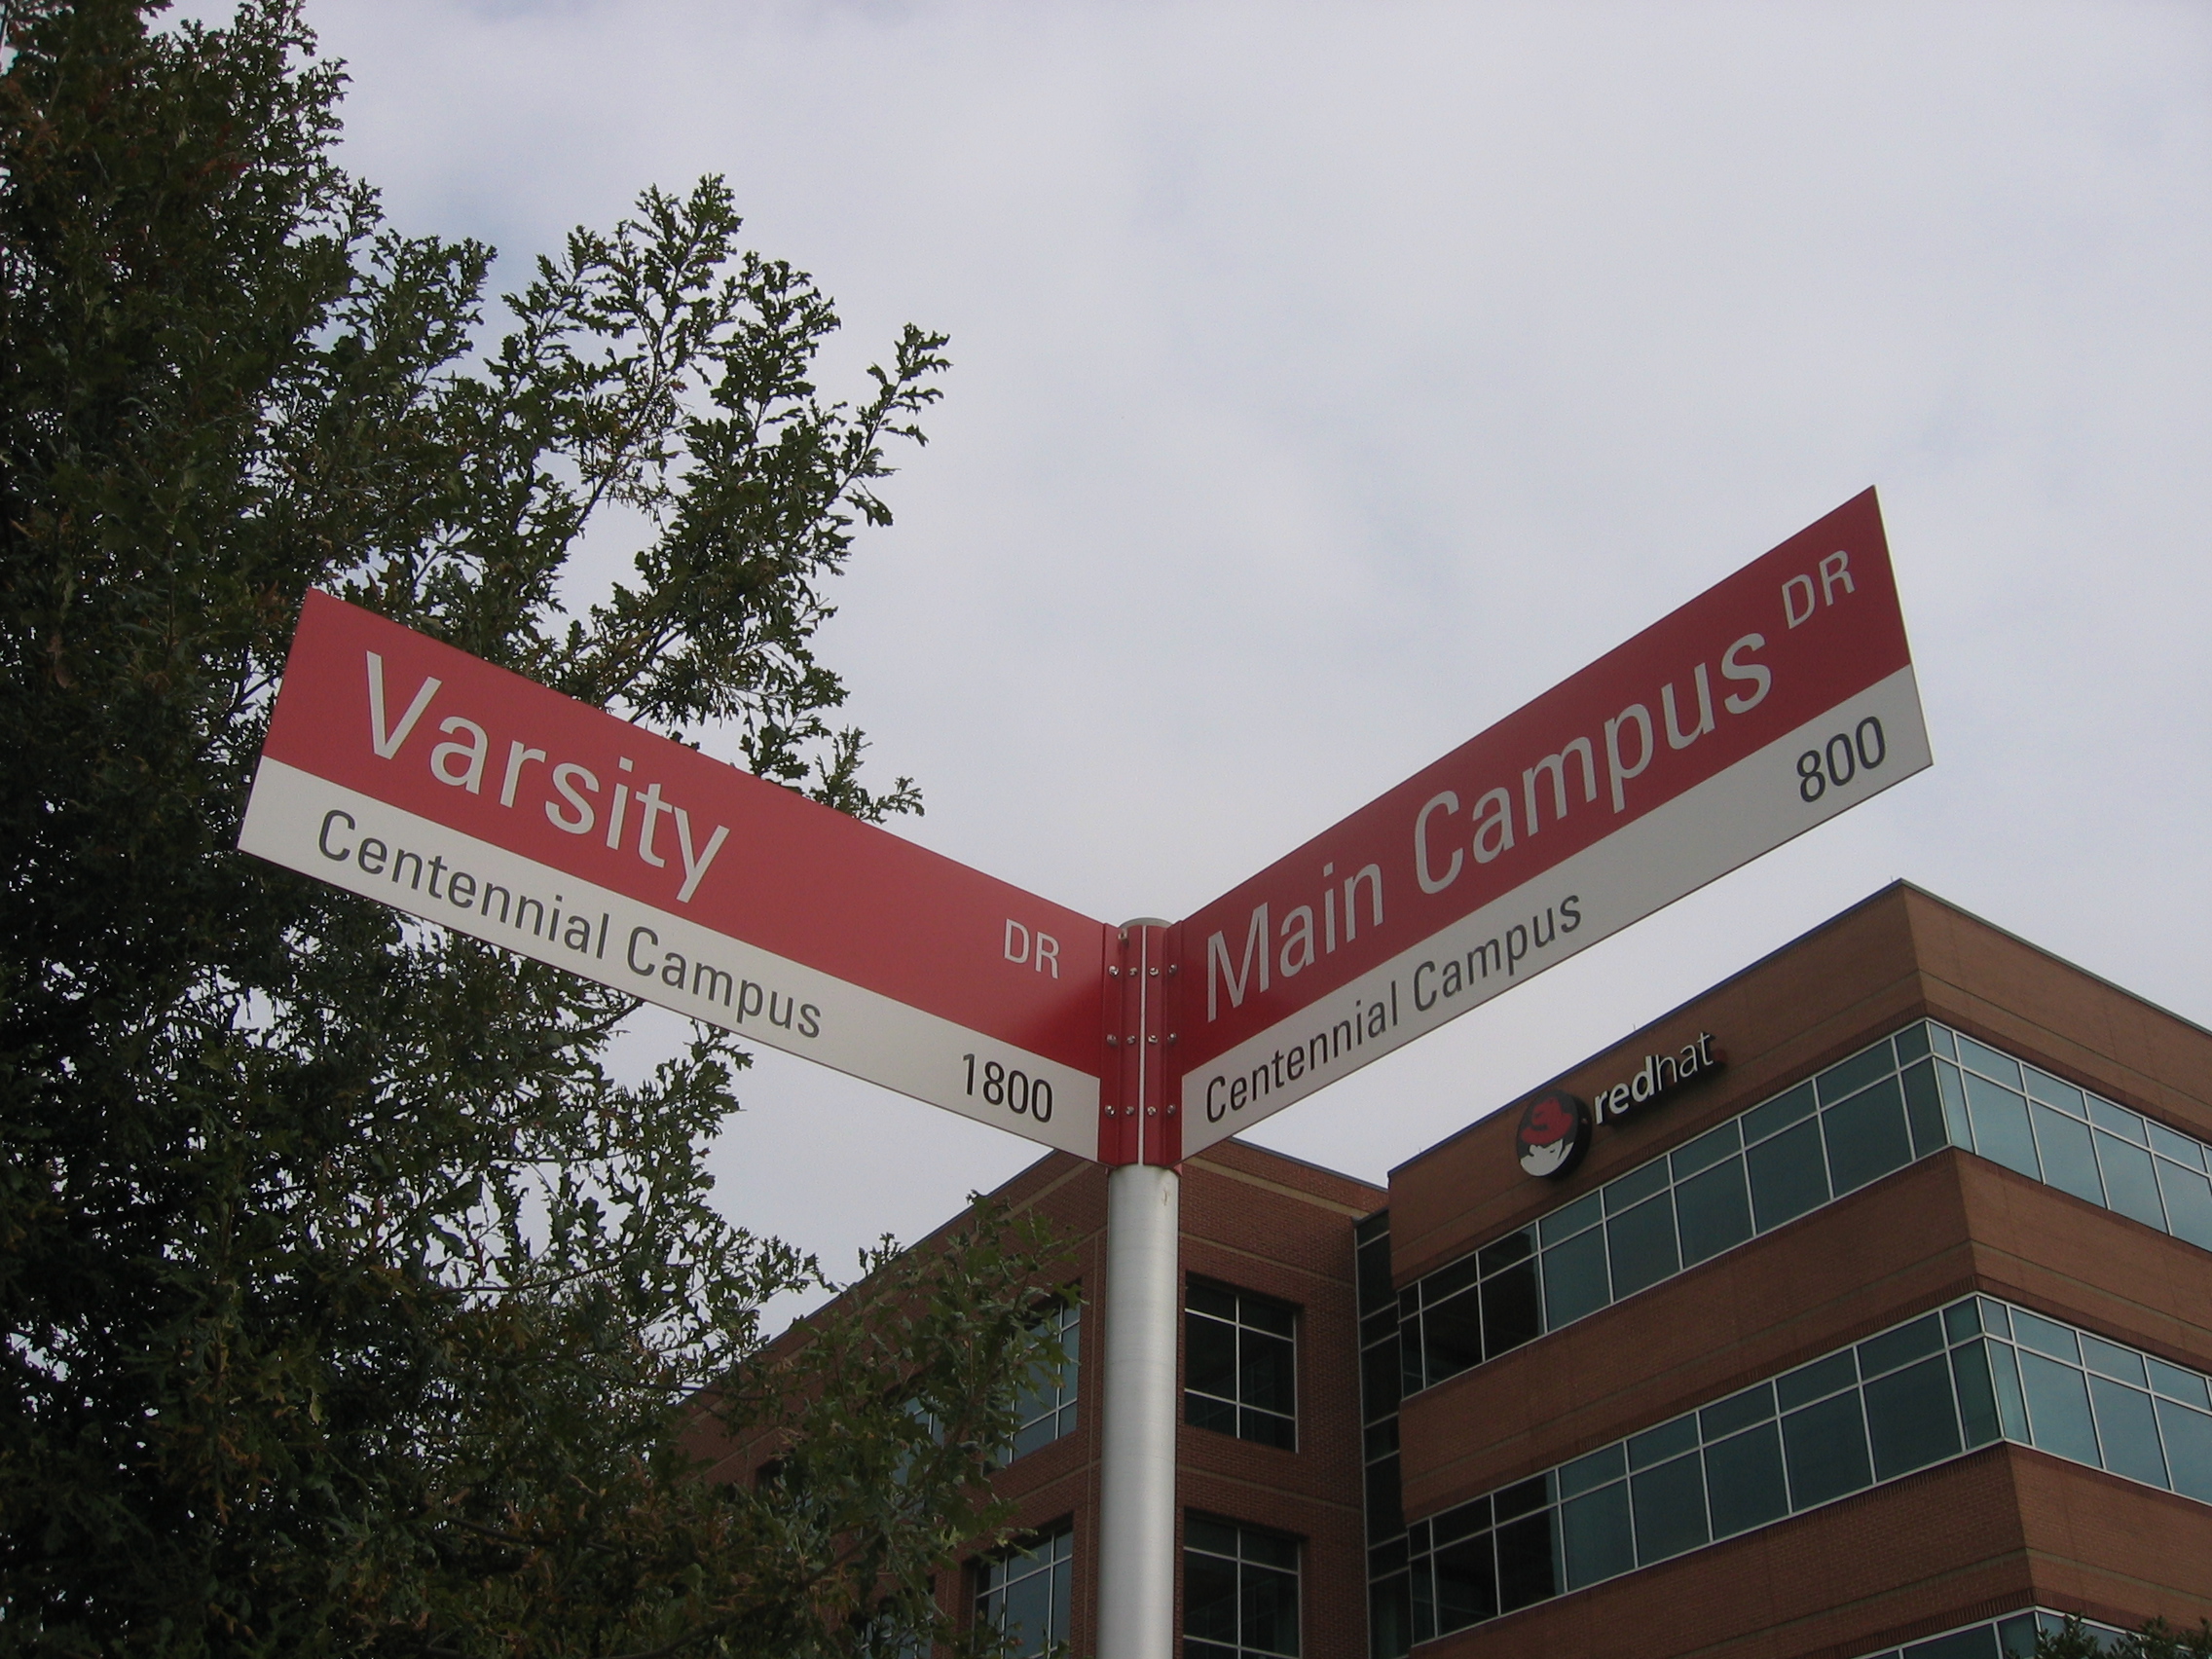 Varsity DR
Centennial Campus 1800
Main Campus DR
Centennial Campus 800
redhat